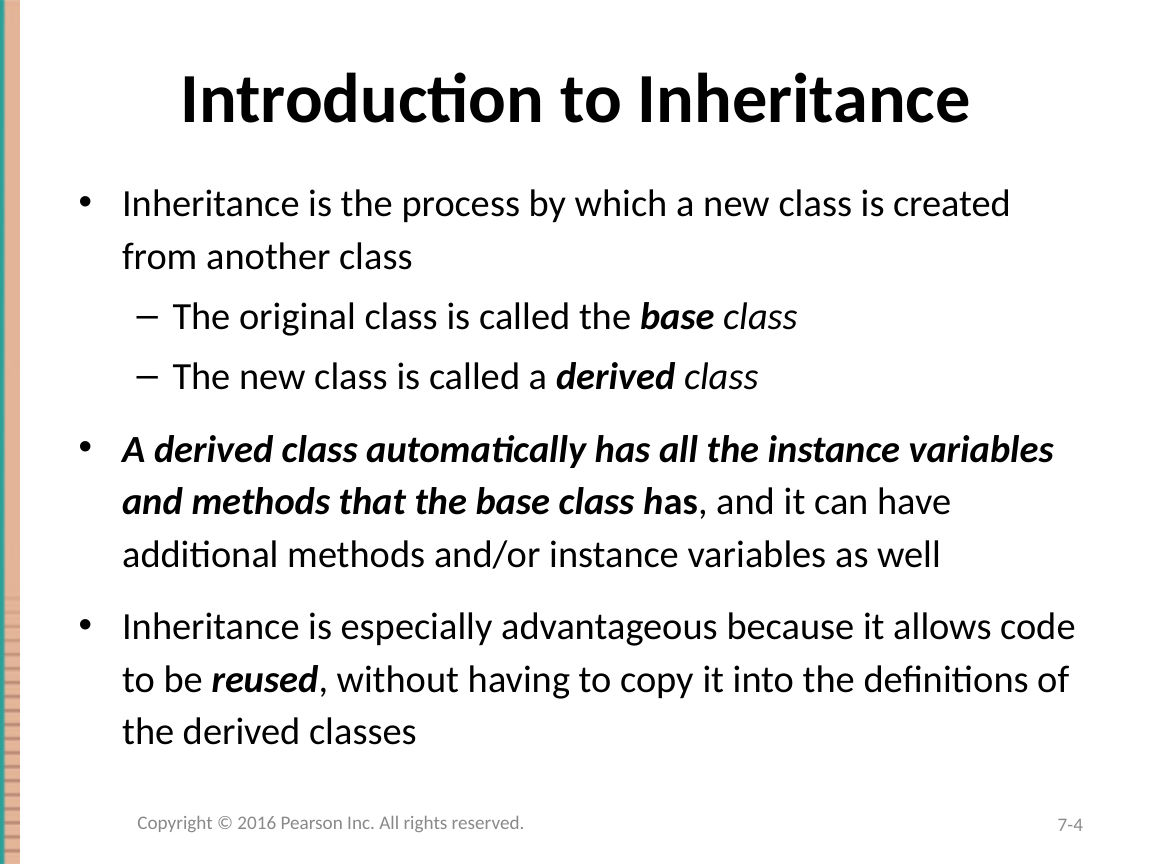 Introduction to Inheritance
• Inheritance is the process by which a new class is created
from another class
– The original class is called the base class
– The new class is called a derived class
• A derived class automatically has all the instance variables
and methods that the base class has, and it can have
additional methods and/or instance variables as well
• Inheritance is especially advantageous because it allows code
to be reused, without having to copy it into the definitions of
the derived classes
Copyright © 2016 Pearson Inc. All rights reserved.
7-4